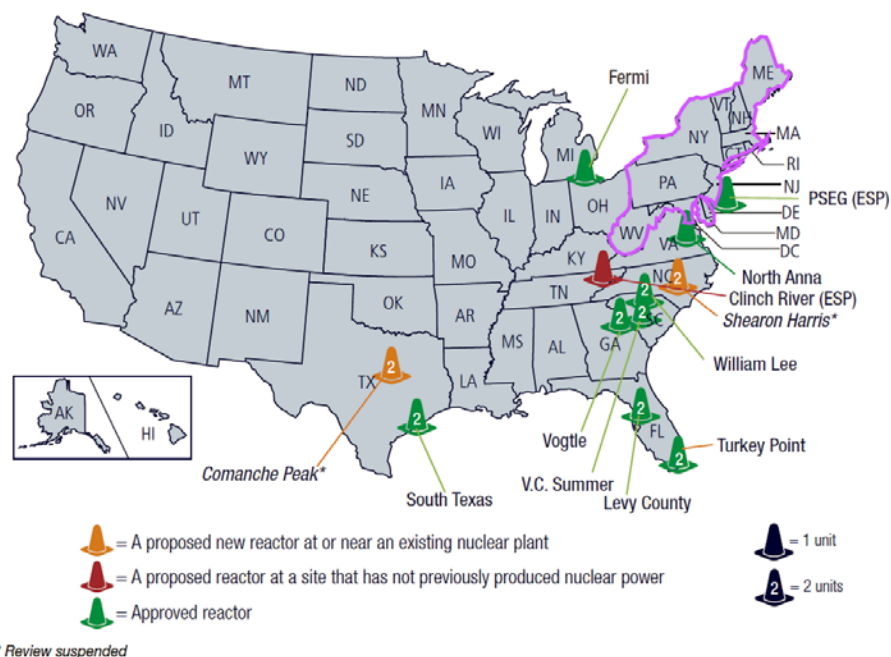 WA
MT
ND
MN
OR
ID
SD
WI
MI
Fermi
ME
VT
NH
NY
MA
CT
RI
WY
NE
IA
PA
NJ
PSEG (ESP)
NV
UT
CO
IL
IN
OH
DE
MD
DC
CA
KS
MO
WV
VA
KY
North Anna
NC
2
Clinch River (ESP)
Shearon Harris*
AZ
NM
OK
AR
TN
2
2
2
SC
MS
AL
GA
William Lee
TX
2
LA
AK
HI
2
2
FL
2
Vogtle
Turkey Point
Comanche Peak*
V.C. Summer
South Texas
Levy County
= A proposed new reactor at or near an existing nuclear plant
= 1 unit
= A proposed reactor at a site that has not previously produced nuclear power
2 = 2 units
= Approved reactor
* Review suspended